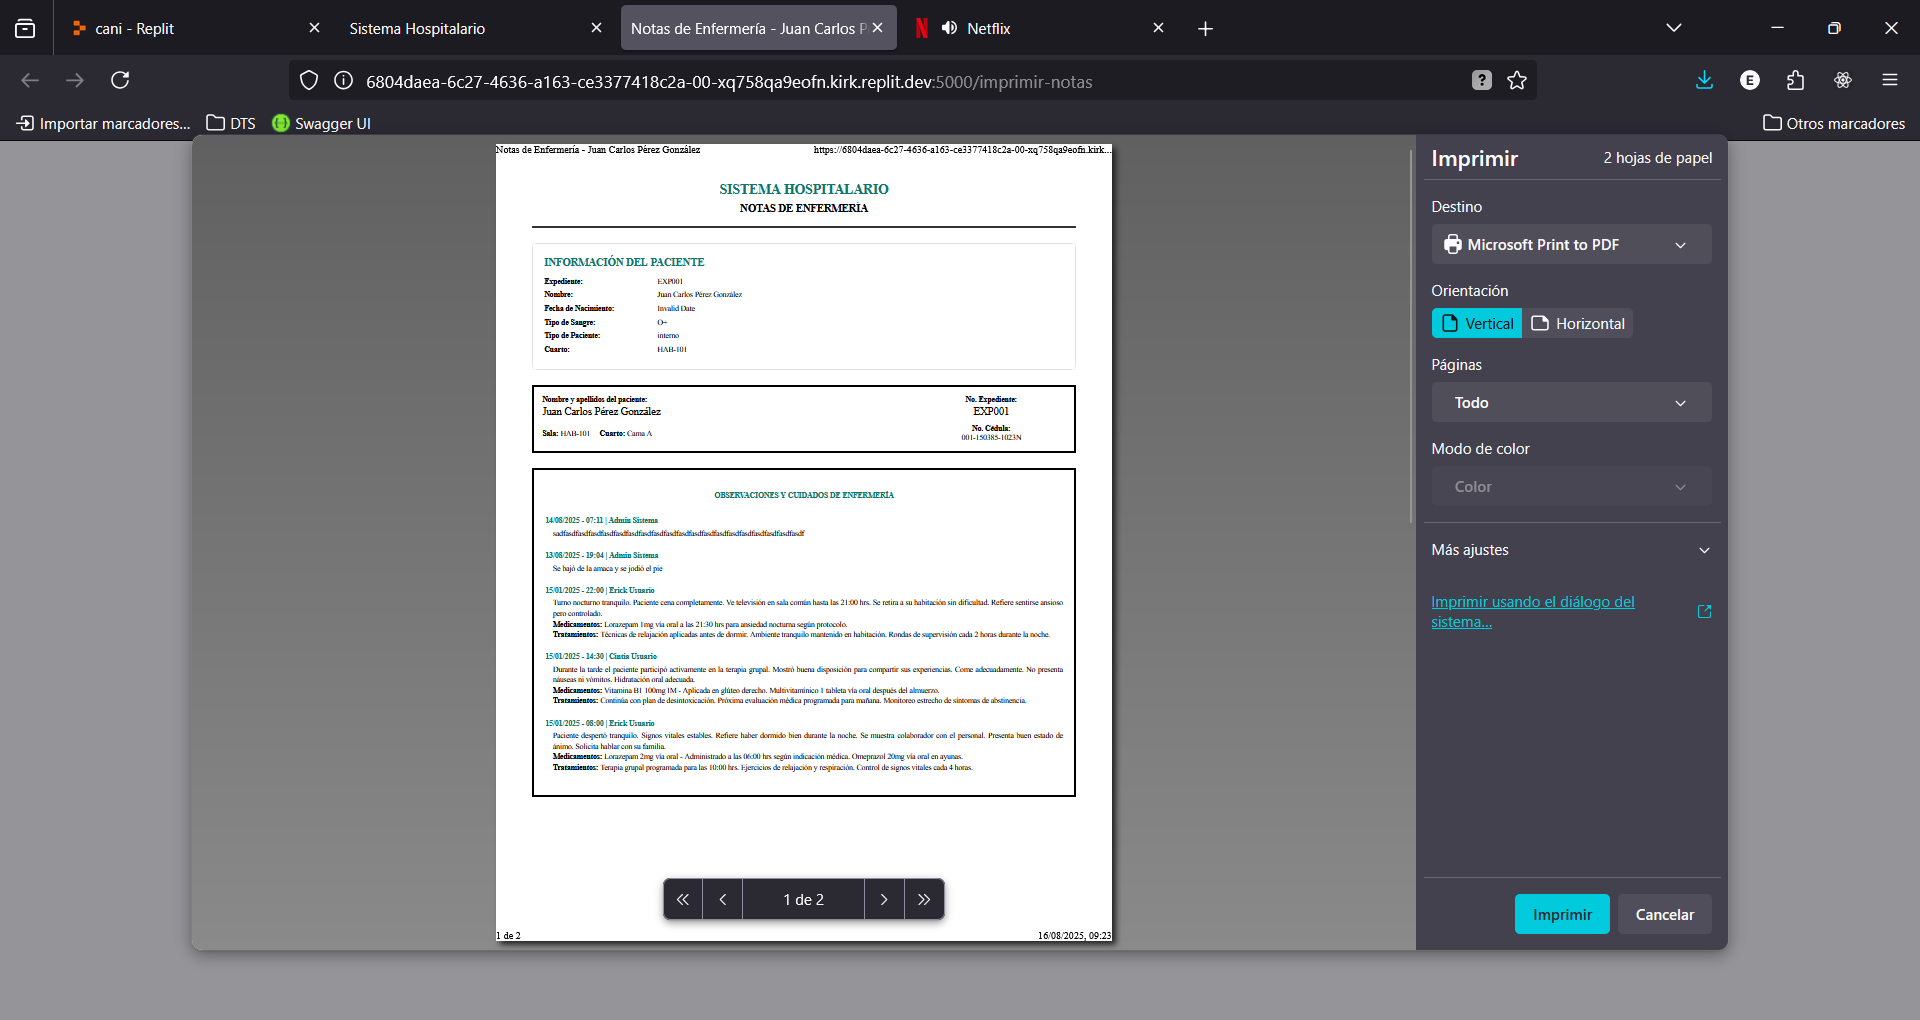 cani - Replit
Sistema Hospitalario
Notas de Enfermería - Juan Carlos P
Netflix
6804daea-6c27-4636-a163-ce3377418c2a-00-xq758qa9eofn.kirk.replit.dev:5000/imprimir-notas
?
E
Importar marcadores...
DTS
Swagger UI
Otros marcadores
Notas de Enfermería - Juan Carlos Pérez González
https://6804daea-6c27-4636-a163-ce3377418c2a-00-xq758qa9eofn.kirk...
SISTEMA HOSPITALARIO
NOTAS DE ENFERMERÍA
INFORMACIÓN DEL PACIENTE
Expediente: EXP001
Nombre: Juan Carlos Pérez González
Fecha de Nacimiento: Invalid Date
Tipo de Sangre: O+
Tipo de Paciente: interno
Cuarto: HAB-101
Nombre y apellidos del paciente:
Juan Carlos Pérez González
Sala: HAB-101 Cuarto: Cama A
No. Expediente:
EXP001
No. Cédula:
001-150385-1023N
OBSERVACIONES Y CUIDADOS DE ENFERMERÍA
14/08/2025 - 07:11 | Admin Sistema
13/08/2025 - 19:04 | Admin Sistema
Se bajó de la amaca y se jodió el pie
15/01/2025 - 22:00 | Erick Usuario
Turno nocturno tranquilo. Paciente cena completamente. Ve televisión en sala común hasta las 21:00 hrs. Se retira a su habitación sin dificultad. Refiere sentirse ansioso
pero controlado.
Medicamentos: Lorazepam 1mg vía oral a las 21:30 hrs para ansiedad nocturna según protocolo.
Tratamientos: Técnicas de relajación aplicadas antes de dormir. Ambiente tranquilo mantenido en habitación. Rondas de supervisión cada 2 horas durante la noche.
15/01/2025 - 14:30 | Cintia Usuario
Durante la tarde el paciente participó activamente en la terapia grupal. Mostró buena disposición para compartir sus experiencias. Come adecuadamente. No presenta
náuseas ni vómitos. Hidratación oral adecuada.
Medicamentos: Vitamina B1 100mg IM - Aplicada en glúteo derecho. Multivitamínico 1 tableta vía oral después del almuerzo.
Tratamientos: Continúa con plan de desintoxicación. Próxima evaluación médica programada para mañana. Monitoreo estrecho de síntomas de abstinencia.
15/01/2025 - 08:00 | Erick Usuario
Paciente despertó tranquilo. Signos vitales estables. Refiere haber dormido bien durante la noche. Se muestra colaborador con el personal. Presenta buen estado de
ánimo. Solicita hablar con su familia.
Medicamentos: Lorazepam 2mg vía oral - Administrado a las 06:00 hrs según indicación médica. Omeprazol 20mg vía oral en ayunas.
Tratamientos: Terapia grupal programada para las 10:00 hrs. Ejercicios de relajación y respiración. Control de signos vitales cada 4 horas.
1 de 2
1 de 2
16/08/2025, 09:23
Imprimir
2 hojas de papel
Destino
Microsoft Print to PDF
Orientación
Vertical
Horizontal
Páginas
Todo
Modo de color
Color
Más ajustes
Imprimir usando el diálogo del
sistema...
Imprimir
Cancelar